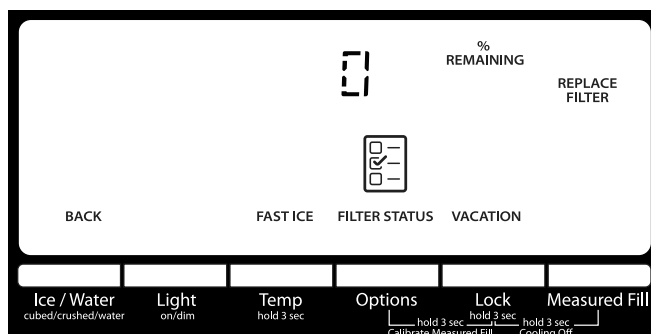 0
%
REMAINING
REPLACE
FILTER
BACK
FAST ICE
FILTER STATUS
VACATION
Ice / Water
cubed/crushed/water
Light
on/dim
Temp
hold 3 sec
Options
Lock
hold 3 sec
Measured Fill
hold 3 sec
Calibrate Measured Fill
hold 3 sec
Cooling Off